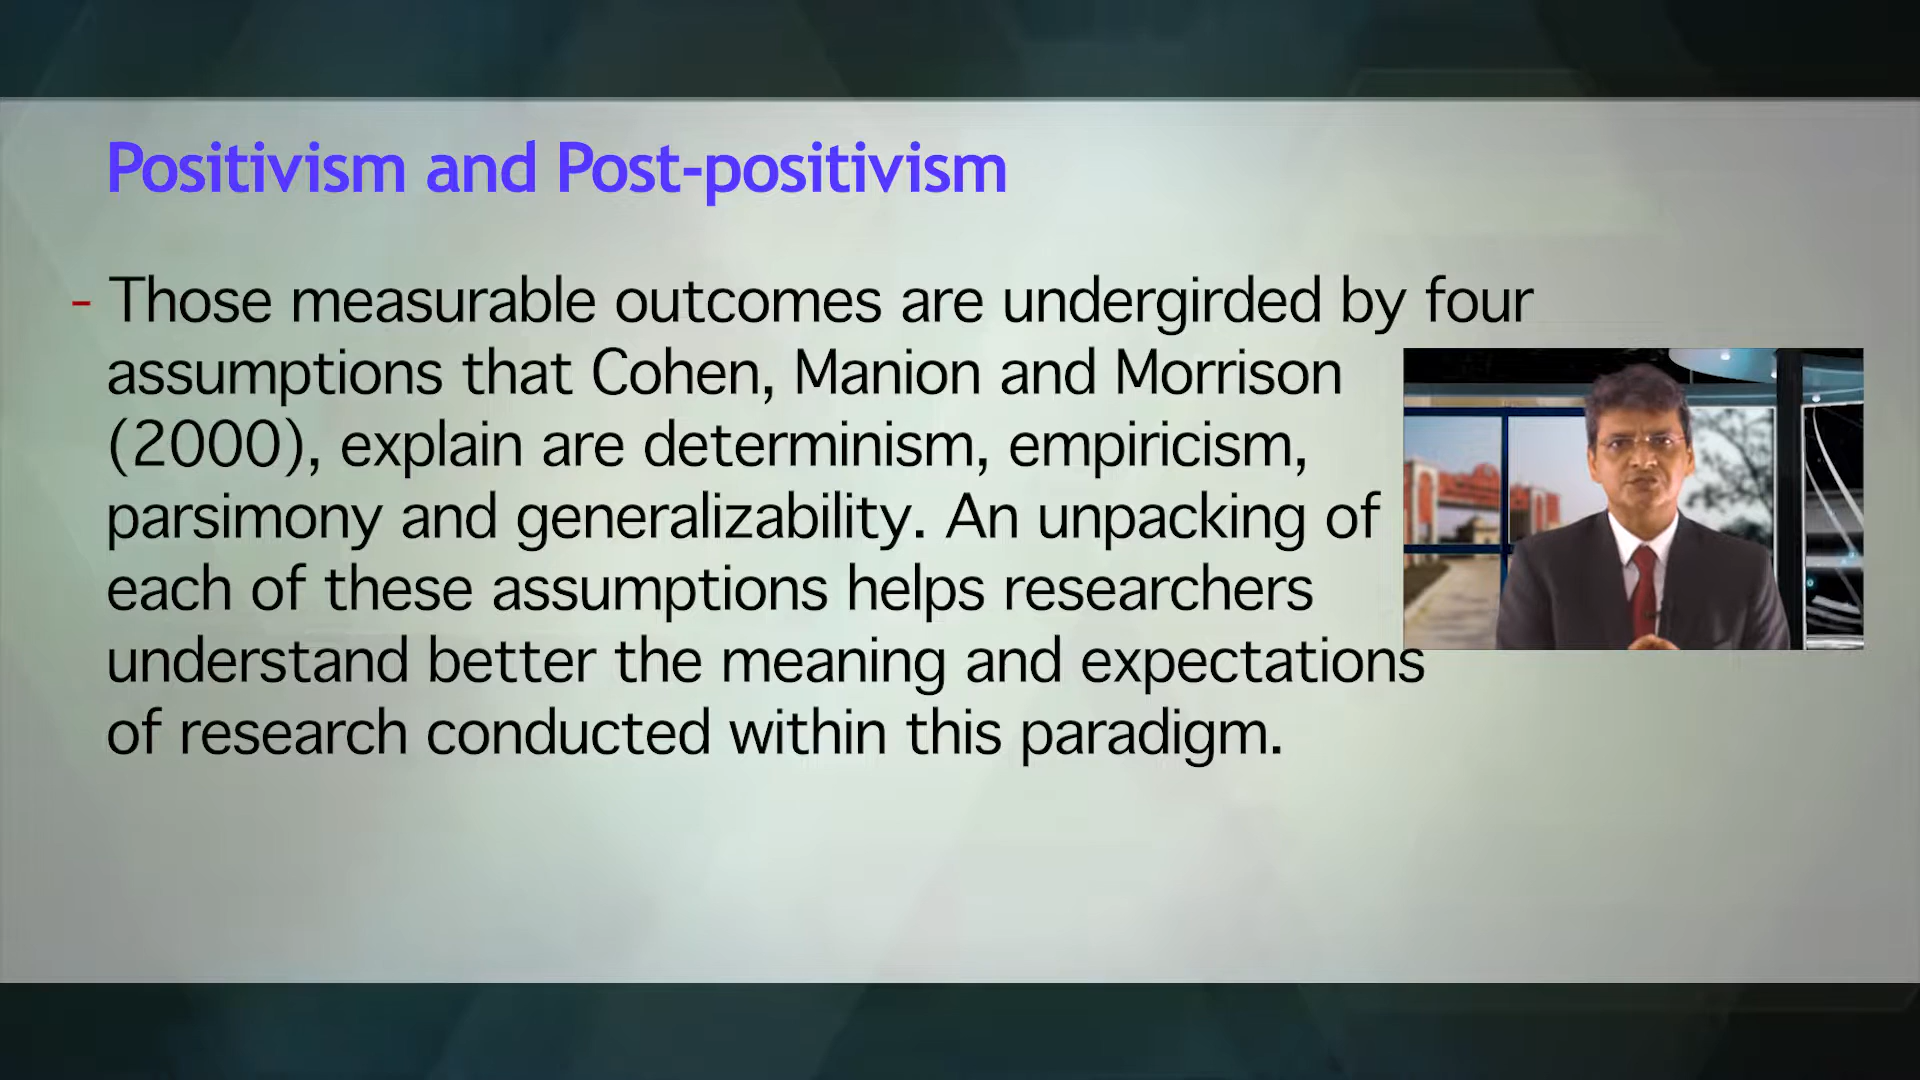 Positivism and Post-positivism
- Those measurable outcomes are undergirded by four
assumptions that Cohen, Manion and Morrison
(2000), explain are determinism, empiricism,
parsimony and generalizability. An unpacking of
each of these assumptions helps researchers
understand better the meaning and expectations
of research conducted within this paradigm.